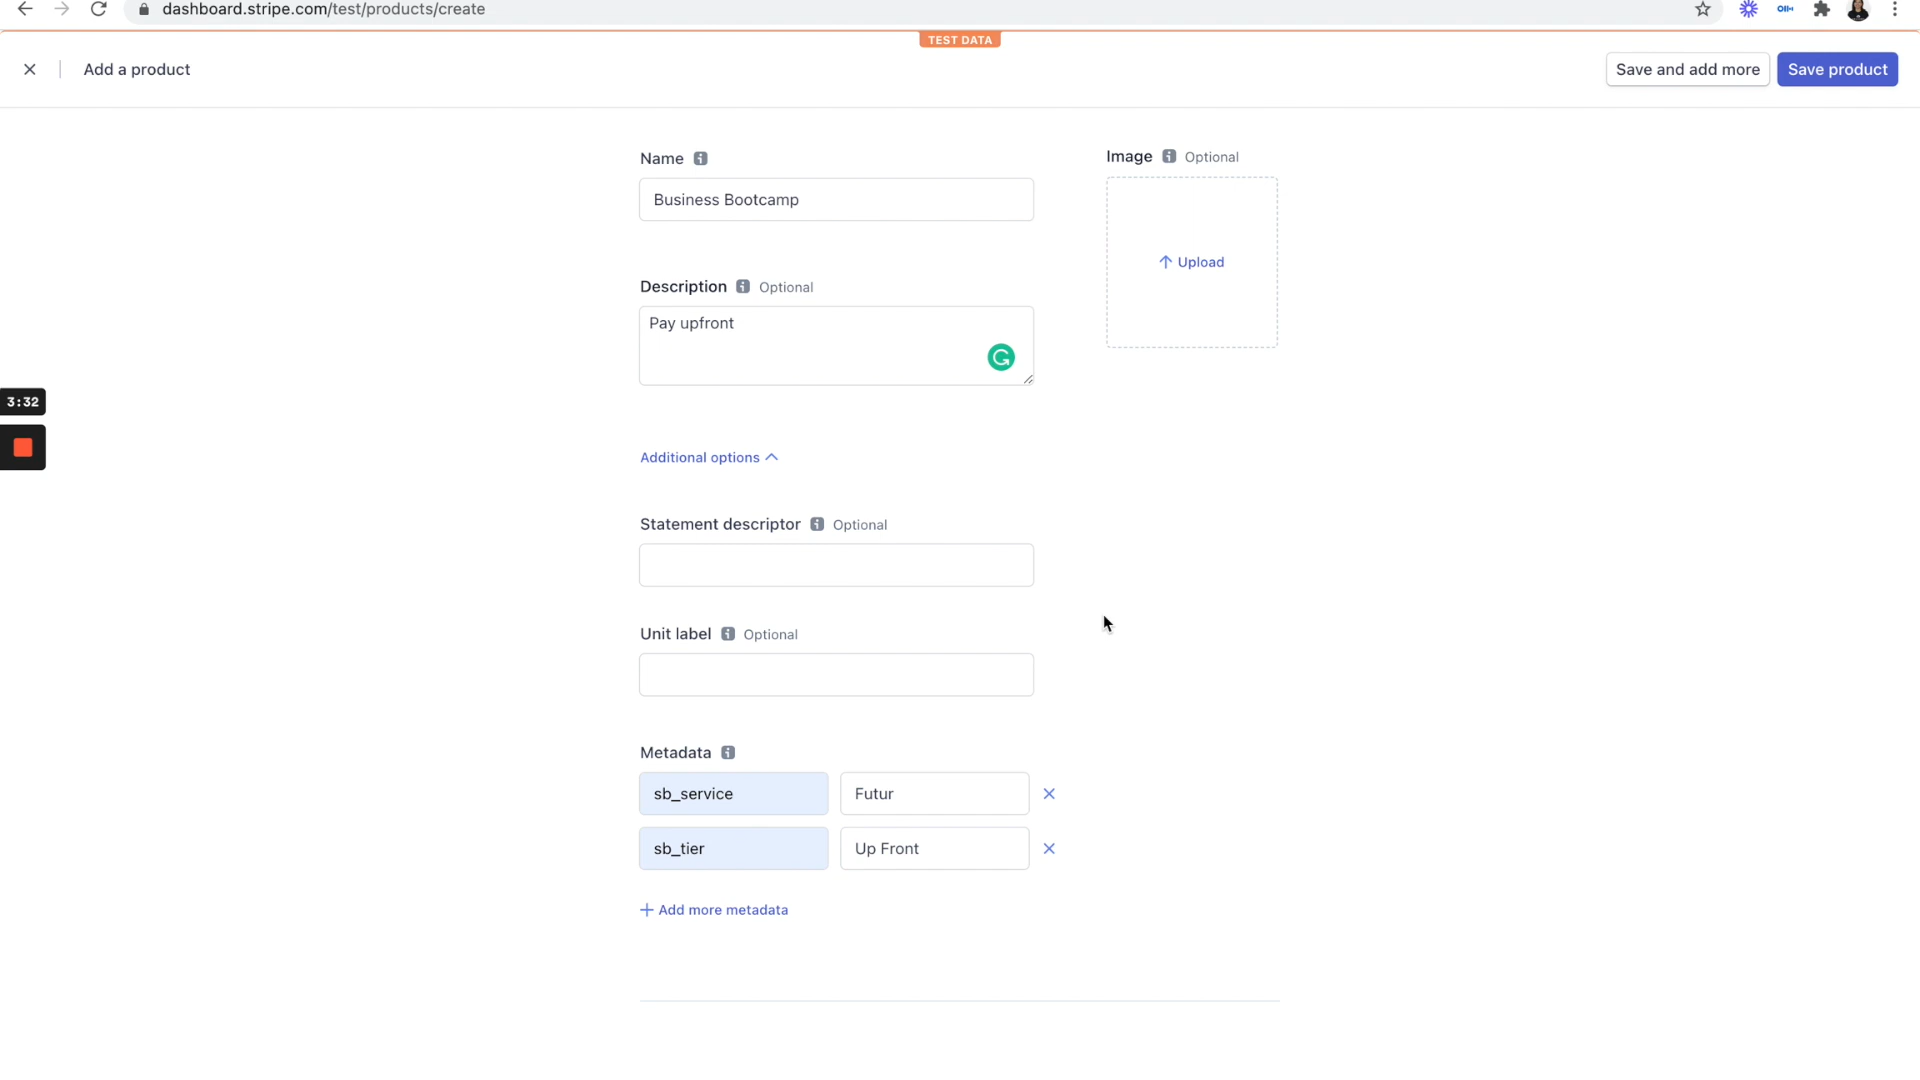 dashboard.stripe.com/test/products/create
TEST DATA
Add a product
Save and add more
Save product
Name
Image Optional
Business Bootcamp
Upload
Description Optional
Pay upfront
3:32
Additional options
Statement descriptor Optional
Unit label Optional
Metadata
sb_service Futur
sb_tier Up Front
Add more metadata